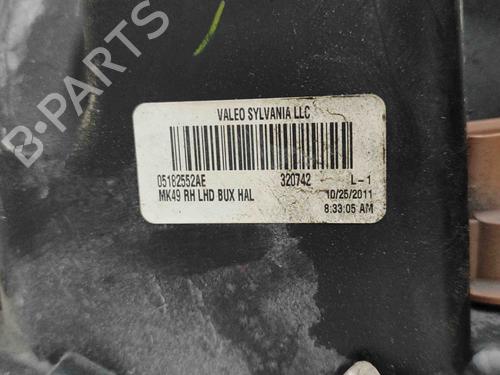 VALEO SYLVANIA LLC
05182552AE 320742 L-1
MK49 RH LHD BUX HAL 10/25/2011
8:33:05 AM
B-PARTS